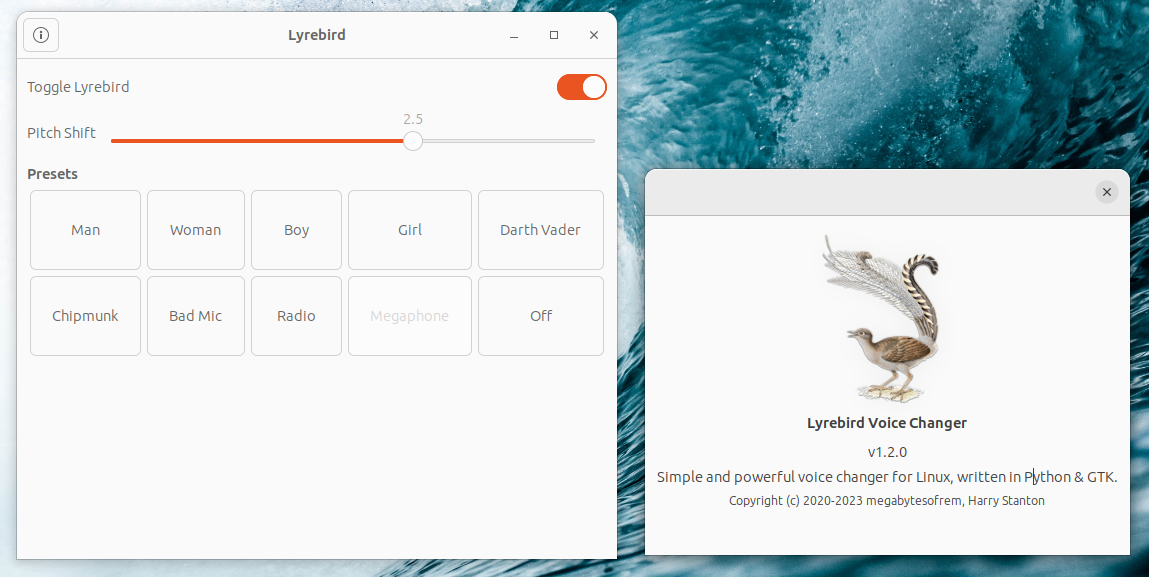 Lyrebird
Toggle Lyrebird
2.5
Pitch Shift
Presets
Man Woman Boy Girl Darth Vader
Chipmunk Bad Mic Radio Megaphone Off
Lyrebird Voice Changer
v1.2.0
Simple and powerful voice changer for Linux, written in Python & GTK.
Copyright (c) 2020-2023 megabytesofrem, Harry Stanton